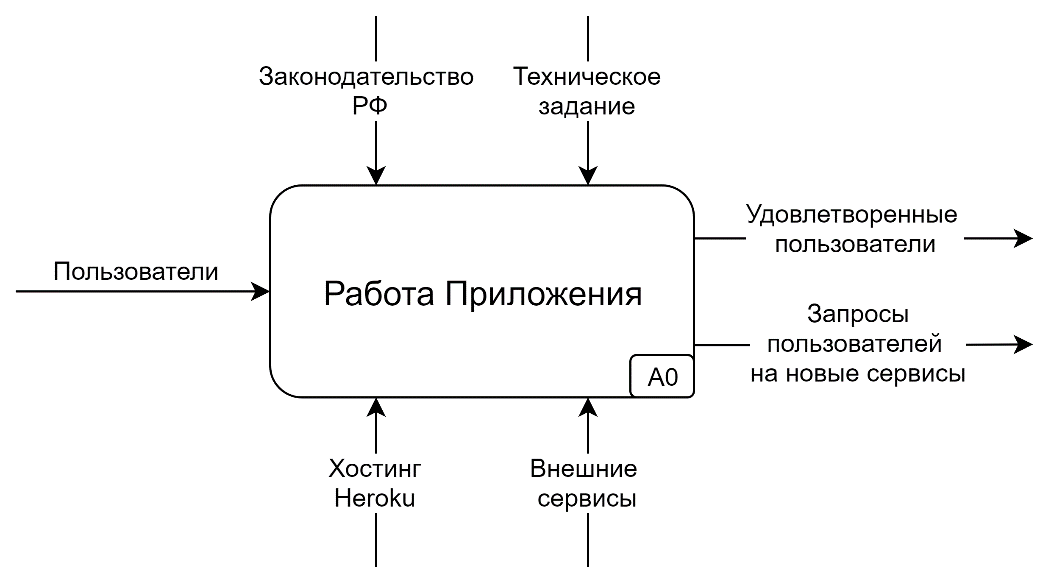 Законодательство
РФ
Техническое
задание
Удовлетворенные
пользователи
Пользователи
Работа Приложения
Запросы
пользователей
на новые сервисы
A0
Хостинг
Heroku
Внешние
сервисы